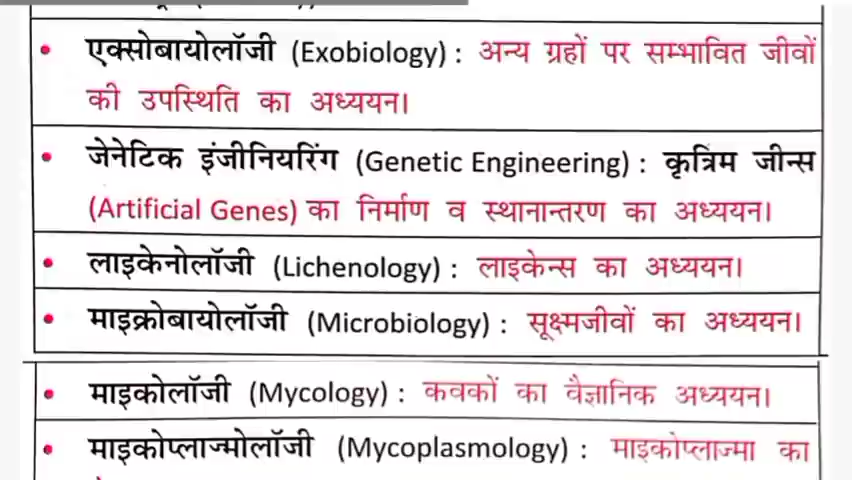 • एक्सोबायोलॉजी (Exobiology) : अन्य ग्रहों पर सम्भावित जीवों
की उपस्थिति का अध्ययन।
• जेनेटिक इंजीनियरिंग (Genetic Engineering) : कृत्रिम जीन्स
(Artificial Genes) का निर्माण व स्थानान्तरण का अध्ययन।
• लाइकेनोलॉजी (Lichenology) : लाइकेन्स का अध्ययन।
• माइक्रोबायोलॉजी (Microbiology) : सूक्ष्मजीवों का अध्ययन।
• माइकोलॉजी (Mycology) : कवकों का वैज्ञानिक अध्ययन।
• माइकोप्लाज्मोलॉजी (Mycoplasmology) : माइकोप्लाज्मा का